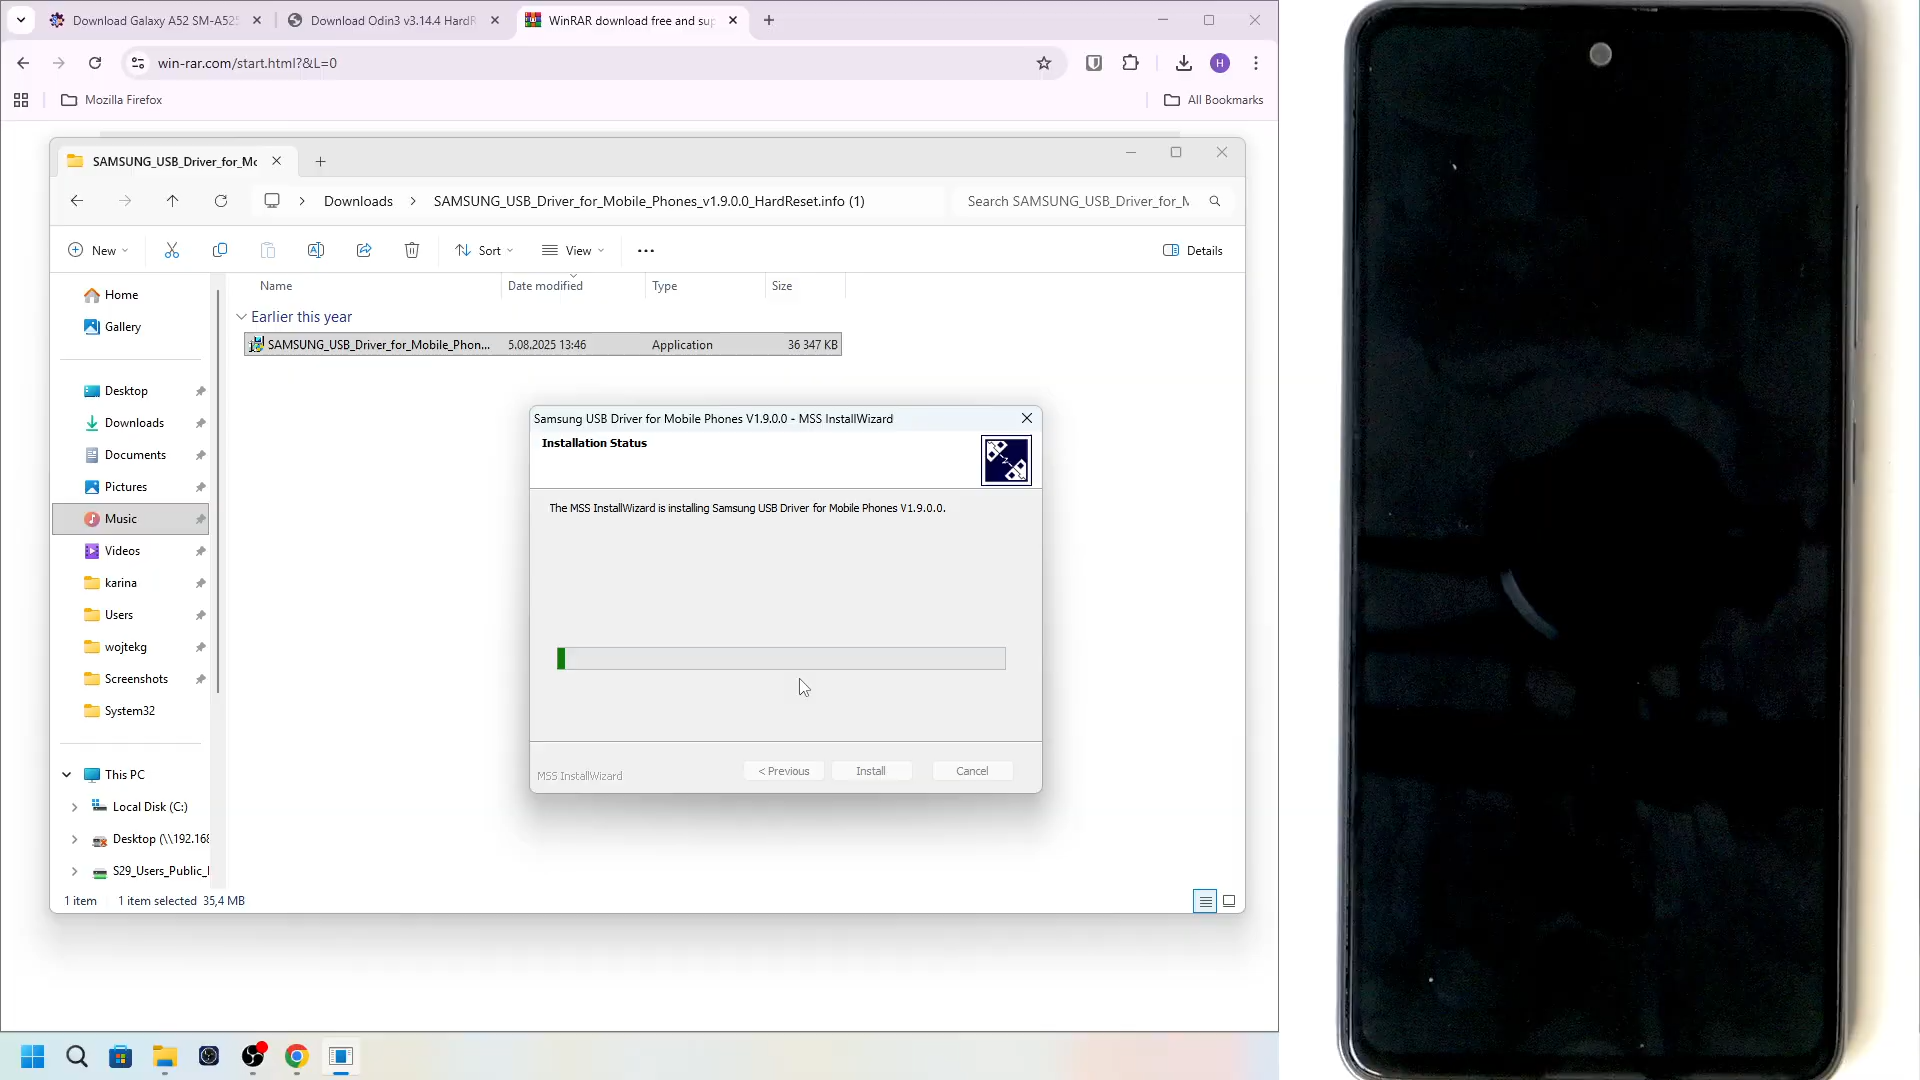 Download Galaxy A52 SM-A525
Download Odin3 v3.14.4 HardR
WinRAR download free and sup
win-rar.com/start.html?&L=0
H
Mozilla Firefox
All Bookmarks
SAMSUNG_USB_Driver_for_Mc
Downloads
SAMSUNG_USB_Driver_for_Mobile_Phones_v1.9.0.0_HardReset.info (1)
Search SAMSUNG_USB_Driver_for_M
New
Sort
View
Details
Name
Date modified
Type
Size
Home
Gallery
Earlier this year
SAMSUNG_USB_Driver_for_Mobile_Phon...
5.08.2025 13:46
Application
36 347 KB
Desktop
Downloads
Documents
Pictures
Music
Videos
karina
Users
wojtekg
Screenshots
System32
This PC
Local Disk (C:)
Desktop (\\192.168
S29_Users_Public_I
Samsung USB Driver for Mobile Phones V1.9.0.0 - MSS InstallWizard
Installation Status
The MSS InstallWizard is installing Samsung USB Driver for Mobile Phones V1.9.0.0.
MSS InstallWizard
< Previous
Install
Cancel
1 item
1 item selected
35,4 MB